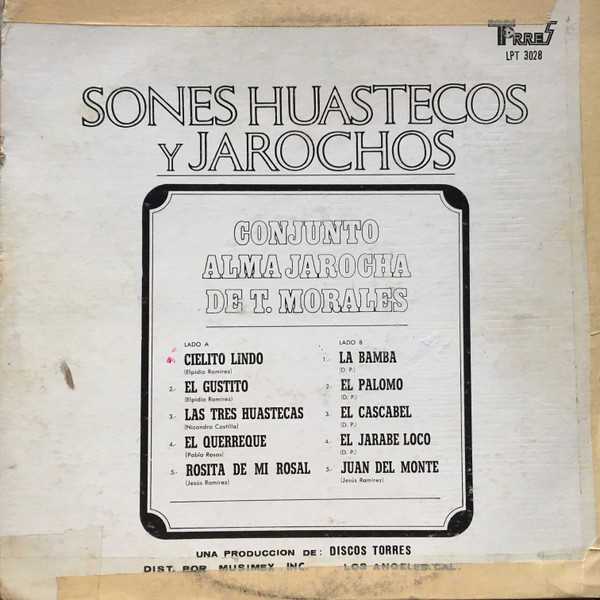 TORRES
LPT 3028
SONES HUASTECOS
Y JAROCHOS
CONJUNTO
ALMA JAROCHA
DE T. MORALES
LADO A
CIELITO LINDO
(Elpidio Ramirez)
2.- EL GUSTITO
(Elpidio Ramirez)
3.- LAS TRES HUASTECAS
(Nicandro Castillo)
4.- EL QUERREQUE
(Pablo Rosas)
5.- ROSITA DE MI ROSAL
(Jesús Ramirez)
LADO B
1.- LA BAMBA
(D. P.)
2.- EL PALOMO
(D. P.)
3.- EL CASCABEL
(D. P.)
4.- EL JARABE LOCO
(D. P.)
5.- JUAN DEL MONTE
(Jesús Ramirez)
UNA PRODUCCION DE: DISCOS TORRES
DIST. POR MUSIMEX, INC. LOS ANGELES, CAL.